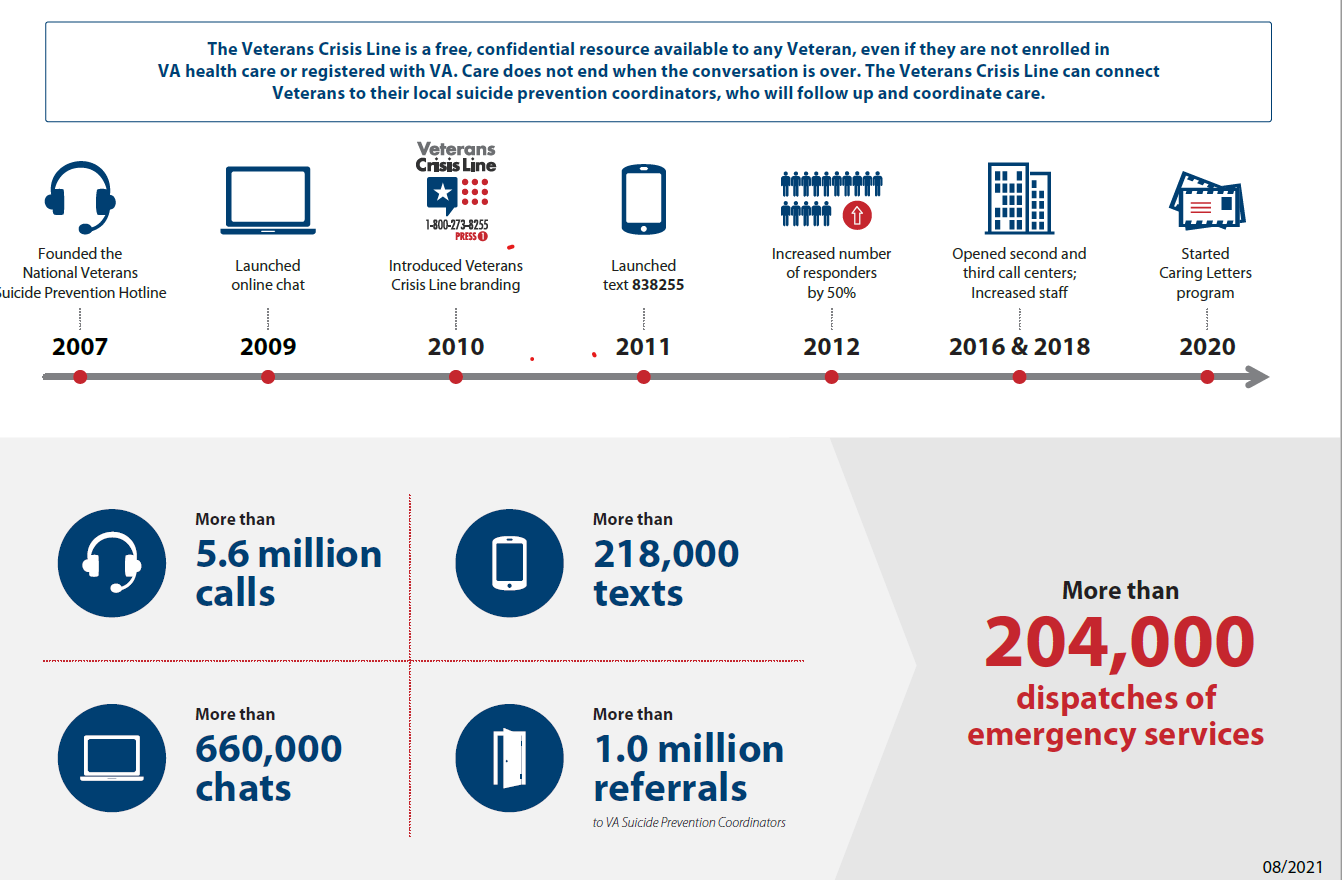 The Veterans Crisis Line is a free, confidential resource available to any Veteran, even if they are not enrolled in
VA health care or registered with VA. Care does not end when the conversation is over. The Veterans Crisis Line can connect
Veterans to their local suicide prevention coordinators, who will follow up and coordinate care.
Founded the
National Veterans
Suicide Prevention Hotline
2007
Launched
online chat
2009
Veterans
Crisis Line
1-800-273-8255
PRESS 1
Introduced Veterans
Crisis Line branding
2010
Launched
text 838255
2011
Increased number
of responders
by 50%
2012
Opened second and
third call centers;
Increased staff
2016 & 2018
Started
Caring Letters
program
2020
More than
5.6 million
calls
More than
218,000
texts
More than
660,000
chats
More than
1.0 million
referrals
to VA Suicide Prevention Coordinators
More than
204,000
dispatches of
emergency services
08/2021